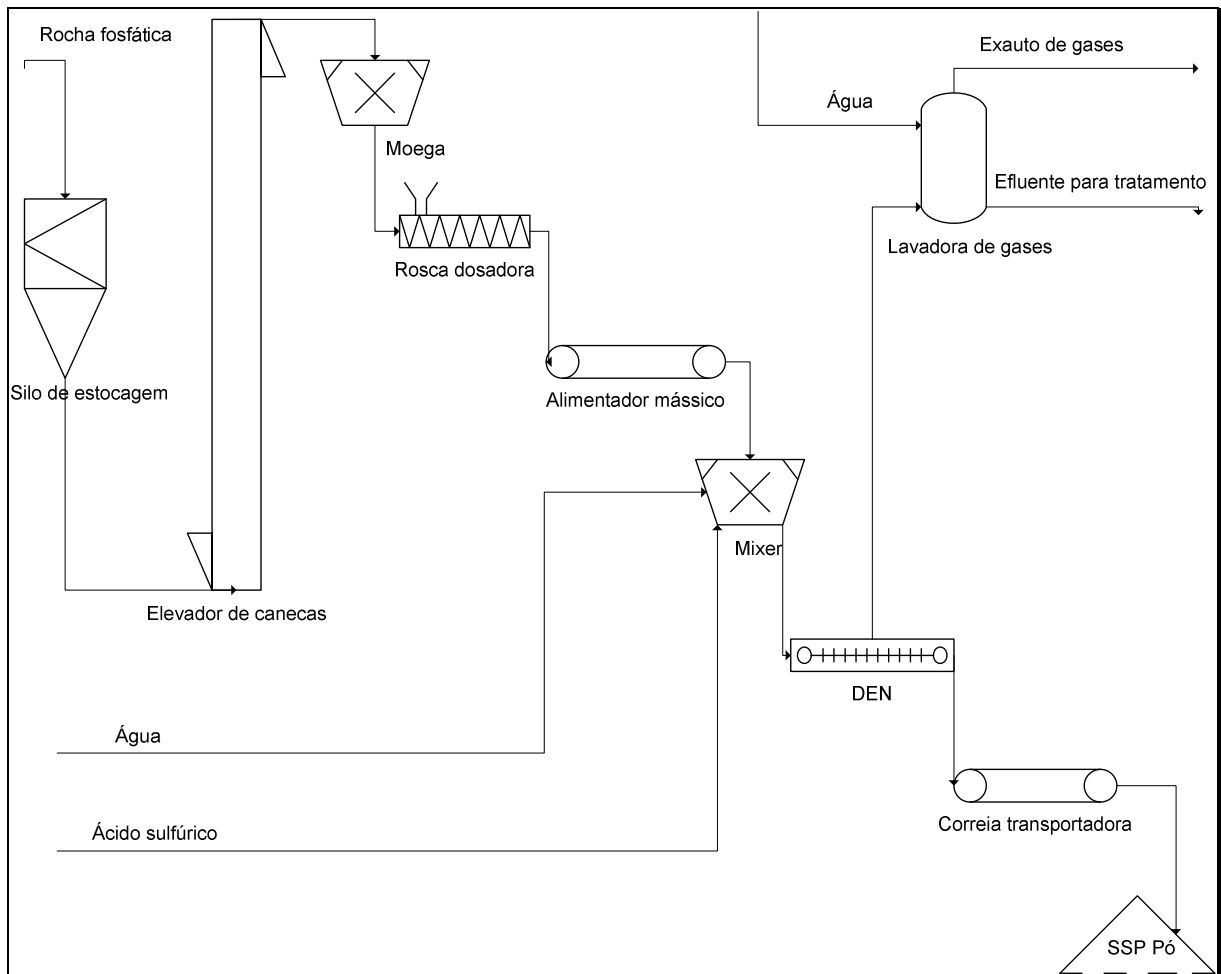 Rocha fosfática
Exauto de gases
Água
Moega
Efluente para tratamento
Lavadora de gases
Rosca dosadora
Silo de estocagem
Alimentador mássico
Mixer
Elevador de canecas
DEN
Água
Ácido sulfúrico
Correia transportadora
SSP Pó